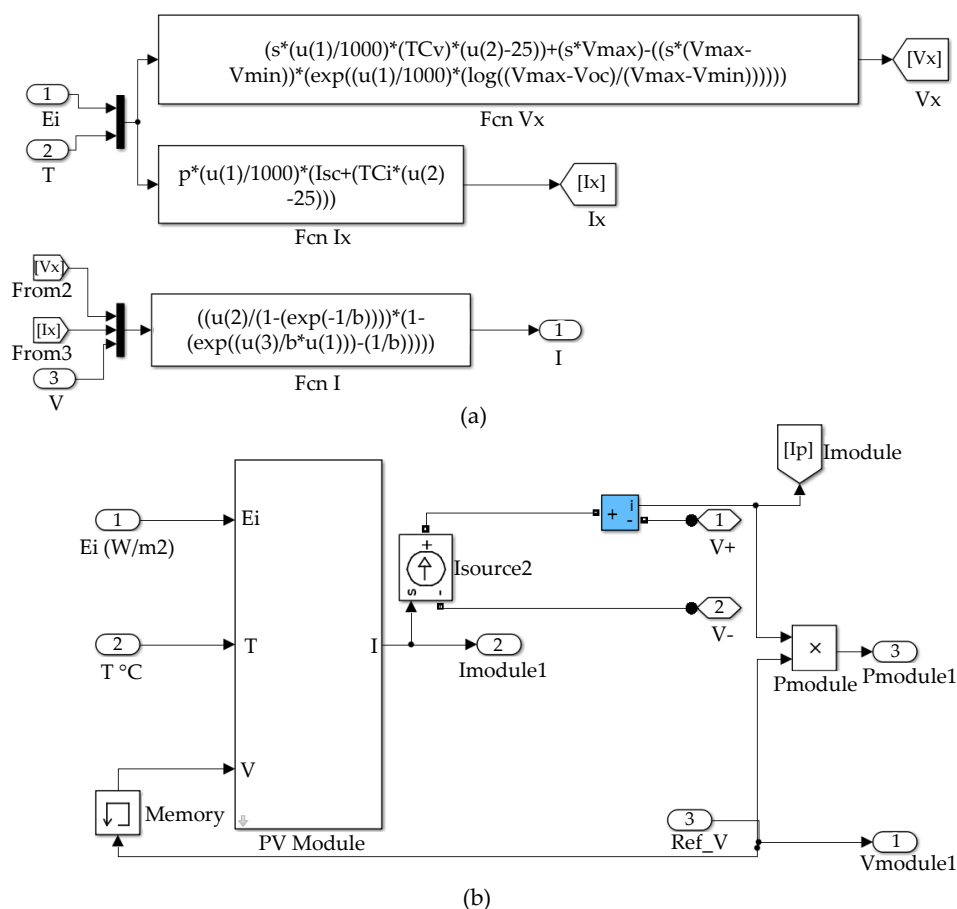 (s*(u(1)/1000)*(TCv)*(u(2)-25))+(s*Vmax)-((s*(Vmax-
Vmin))*(exp((u(1)/1000)*(log((Vmax-Voc)/(Vmax-Vmin))))))
[Vx]
Vx
Fcn Vx
1
Ei
2
T
p*(u(1)/1000)*(Isc+(TCi*(u(2)
-25)))
[Ix]
Ix
Fcn Ix
[Vx]
From2
[Ix]
From3
3
V
((u(2)/(1-(exp(-1/b))))*(1-
(exp((u(3)/b*u(1)))-(1/b)))))
1
I
Fcn I
(a)
[Ip]
Imodule
1
Ei (W/m2)
Ei
+
i
-
1
V+
+
s
-
Isource2
2
V-
2
T °C
T
I
2
Imodule1
×
Pmodule
3
Pmodule1
V
Memory
PV Module
3
Ref_V
1
Vmodule1
(b)